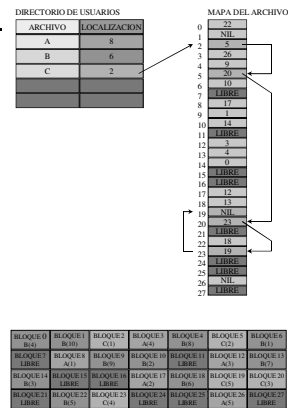 DIRECTORIO DE USUARIOS
ARCHIVO LOCALIZACION
A 8
B 6
C 2
MAPA DEL ARCHIVO
0 22
1 NIL
2 5
3 26
4 9
5 20
6 10
7 LIBRE
8 17
9 1
10 14
11 LIBRE
12 3
13 4
14 0
15 LIBRE
16 LIBRE
17 12
18 13
19 NIL
20 23
21 LIBRE
22 18
23 19
24 LIBRE
25 LIBRE
26 NIL
27 LIBRE
BLOQUE 0 BLOQUE 1 BLOQUE 2 BLOQUE 3 BLOQUE 4 BLOQUE 5 BLOQUE 6
B(4) B(10) C(1) A(4) B(8) C(2) B(1)
BLOQUE 7 BLOQUE 8 BLOQUE 9 BLOQUE 10 BLOQUE 11 BLOQUE 12 BLOQUE 13
LIBRE A(1) B(9) B(2) LIBRE A(3) B(7)
BLOQUE 14 BLOQUE 15 BLOQUE 16 BLOQUE 17 BLOQUE 18 BLOQUE 19 BLOQUE 20
B(3) LIBRE LIBRE A(2) B(6) C(5) C(3)
BLOQUE 21 BLOQUE 22 BLOQUE 23 BLOQUE 24 BLOQUE 25 BLOQUE 26 BLOQUE 27
LIBRE B(5) C(4) LIBRE LIBRE A(5) LIBRE